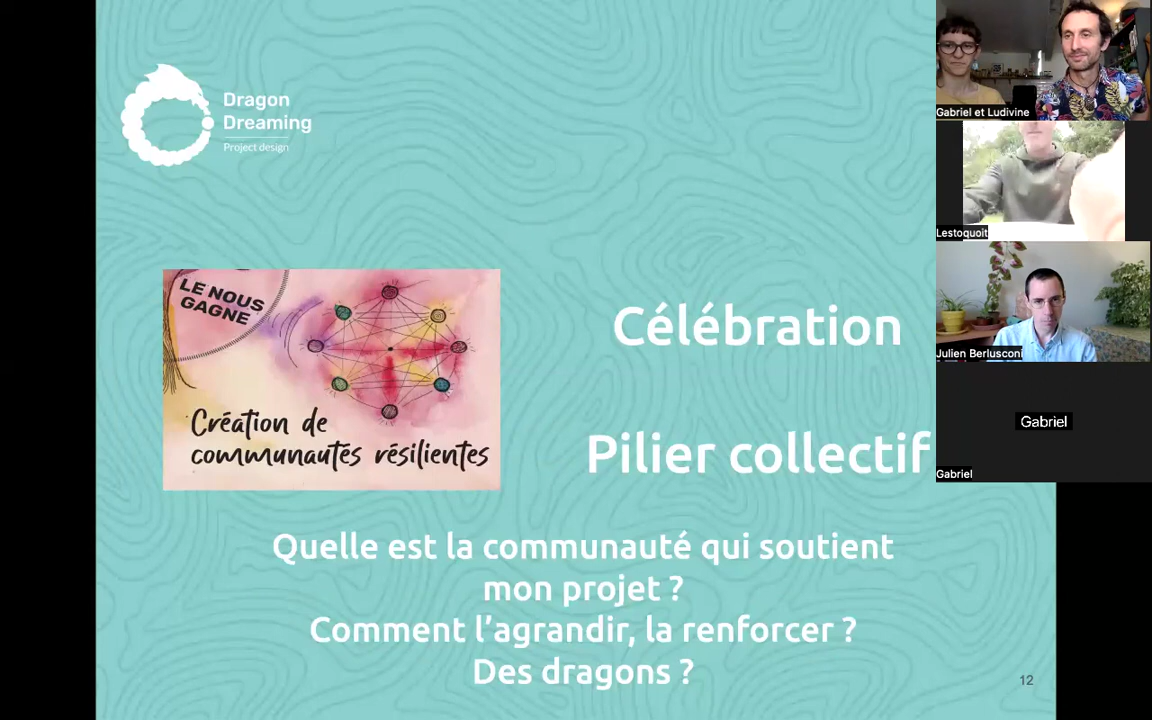 Dragon
Dreaming
Project design
LE NOUS
GAGNE
Création de
communautés résilientes
Célébration
Pilier collectif
Quelle est la communauté qui soutient
mon projet ?
Comment l'agrandir, la renforcer ?
Des dragons ?
12
Gabriel et Ludivine
Lestoquoit
Julien Berlusconi
Gabriel
Gabriel